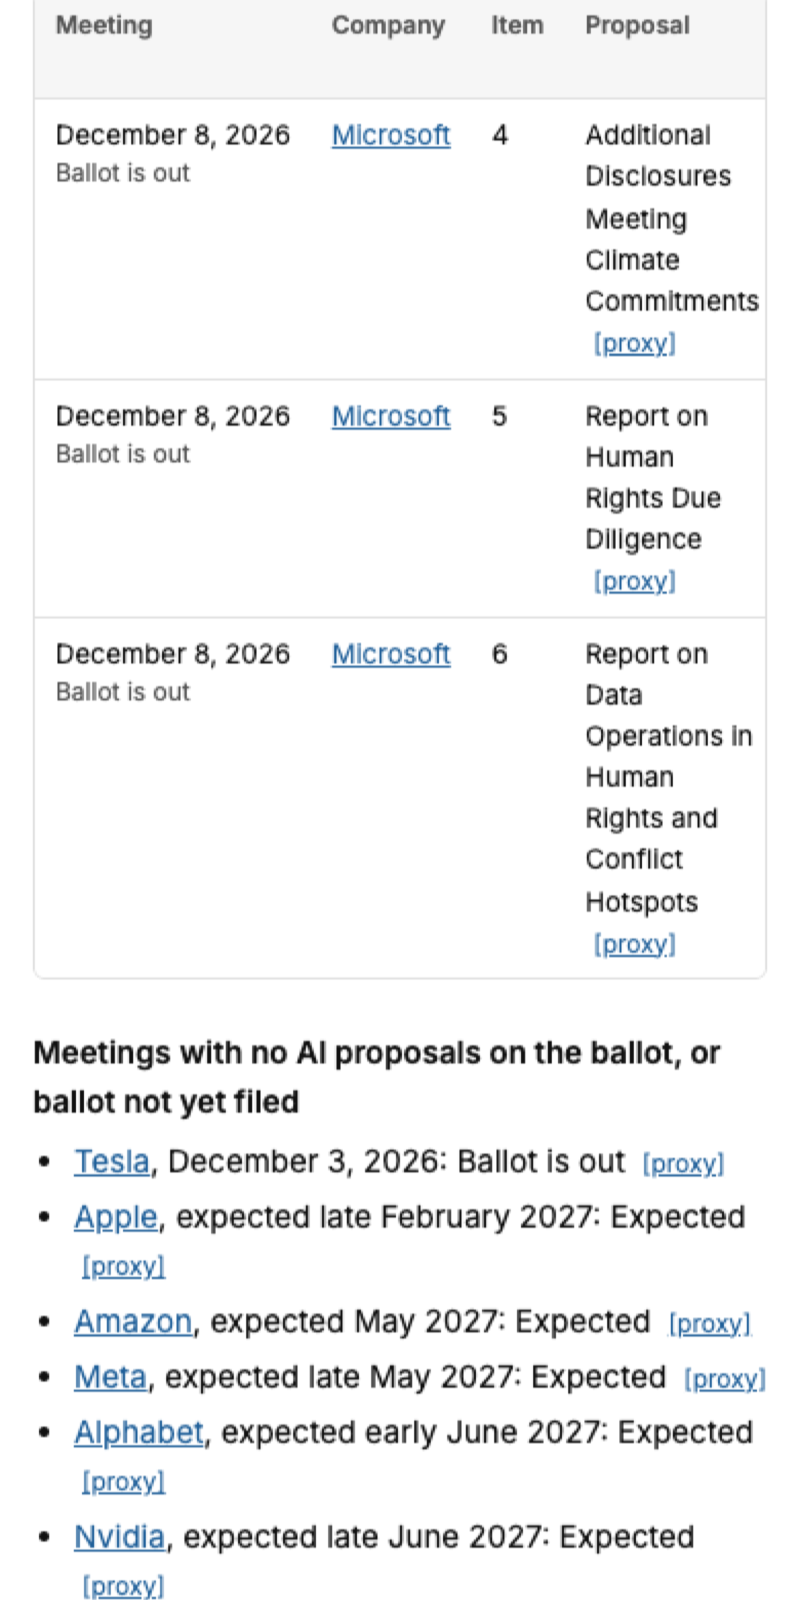 Meeting Company Item Proposal
December 8, 2026 Microsoft 4 Additional
Ballot is out Disclosures
Meeting
Climate
Commitments
[proxy]
December 8, 2026 Microsoft 5 Report on
Ballot is out Human
Rights Due
Diligence
[proxy]
December 8, 2026 Microsoft 6 Report on
Ballot is out Data
Operations in
Human
Rights and
Conflict
Hotspots
[proxy]
Meetings with no AI proposals on the ballot, or
ballot not yet filed
• Tesla, December 3, 2026: Ballot is out [proxy]
• Apple, expected late February 2027: Expected
[proxy]
• Amazon, expected May 2027: Expected [proxy]
• Meta, expected late May 2027: Expected [proxy]
• Alphabet, expected early June 2027: Expected
[proxy]
• Nvidia, expected late June 2027: Expected
[proxy]